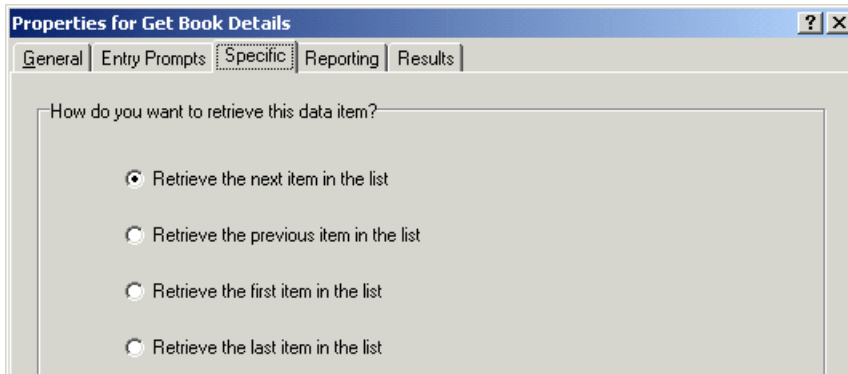 Properties for Get Book Details
General Entry Prompts Specific Reporting Results
How do you want to retrieve this data item?
Retrieve the next item in the list
Retrieve the previous item in the list
Retrieve the first item in the list
Retrieve the last item in the list